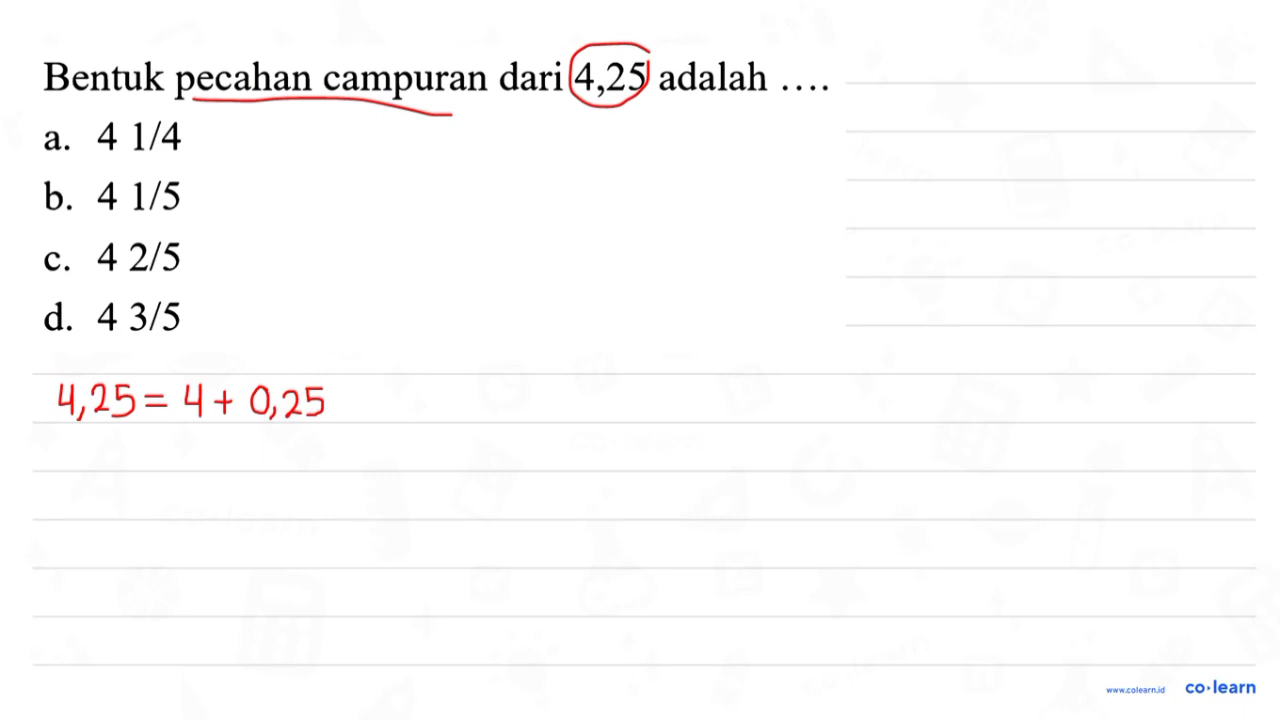 Bentuk pecahan campuran dari 4,25 adalah ....
a. 4 1/4
b. 4 1/5
c. 4 2/5
d. 4 3/5
4,25 = 4 + 0,25
www.colearn.id co·learn